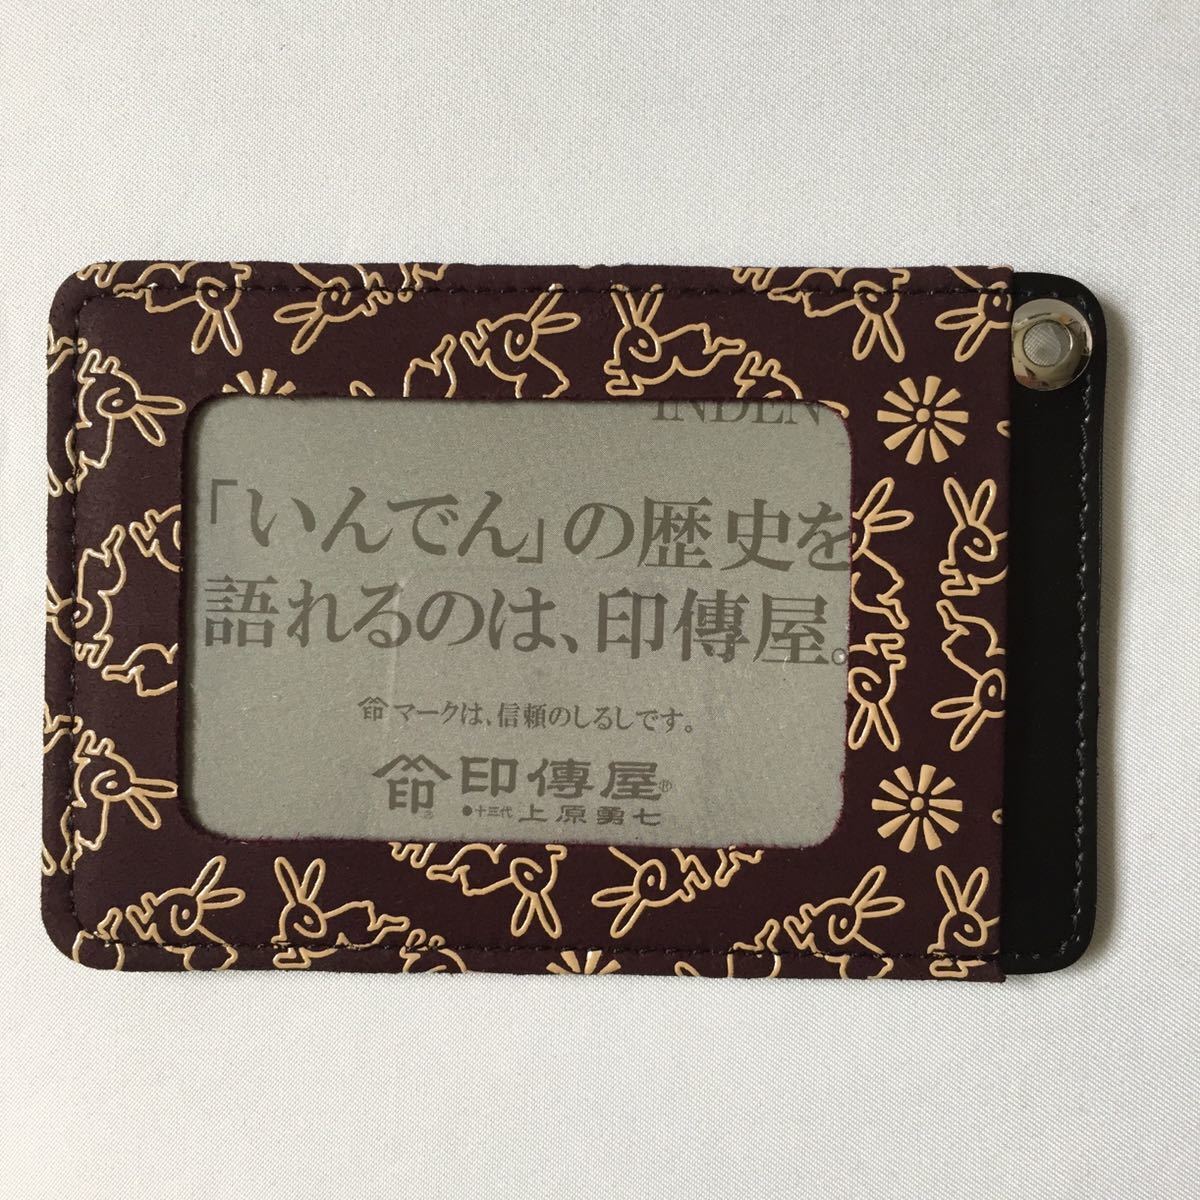 INDEN
「いんでん」の歴史を
語れるのは、印傳屋。
印 マークは、信頼のしるしです。
印 印傳屋®
●十三代 上原勇七